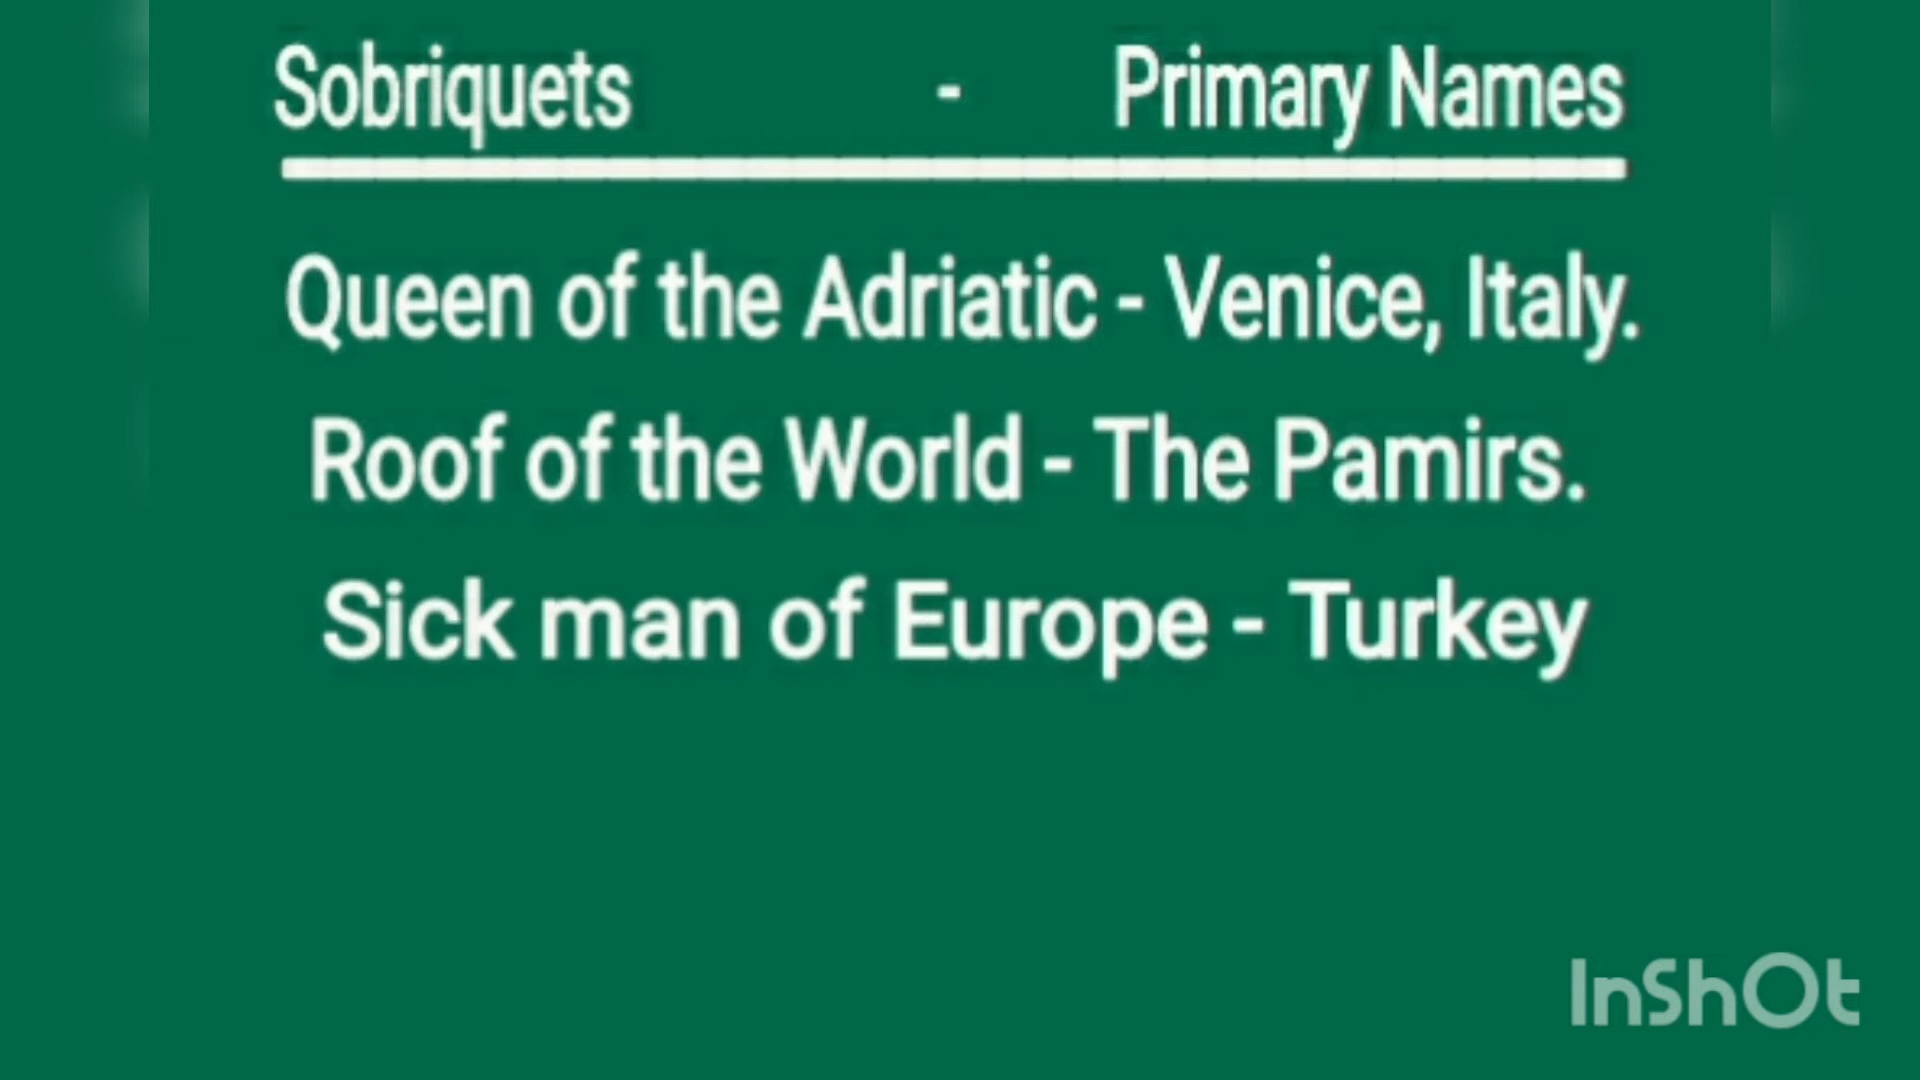 Sobriquets - Primary Names
Queen of the Adriatic - Venice, Italy.
Roof of the World - The Pamirs.
Sick man of Europe - Turkey
InShOt